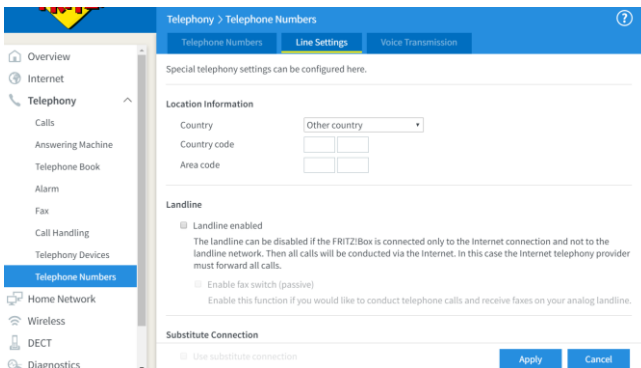 Telephony > Telephone Numbers
?
Telephone Numbers
Line Settings
Voice Transmission
Overview
Internet
Telephony
Calls
Answering Machine
Telephone Book
Alarm
Fax
Call Handling
Telephony Devices
Telephone Numbers
Home Network
Wireless
DECT
Diagnostics
Special telephony settings can be configured here.
Location Information
Country
Other country
Country code
Area code
Landline
Landline enabled
The landline can be disabled if the FRITZ!Box is connected only to the Internet connection and not to the
landline network. Then all calls will be conducted via the Internet. In this case the Internet telephony provider
must forward all calls.
Enable fax switch (passive)
Enable this function if you would like to conduct telephone calls and receive faxes on your analog landline.
Substitute Connection
Use substitute connection
Apply
Cancel